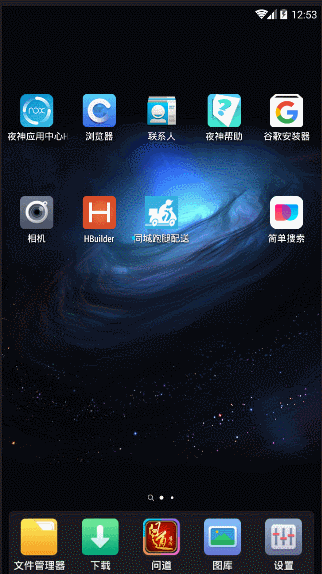 12:53
nox
夜神应用中心H
浏览器
联系人
夜神帮助
谷歌安装器
相机
HBuilder
同城跑腿配送
简单搜索
文件管理器
下载
问道
图库
设置